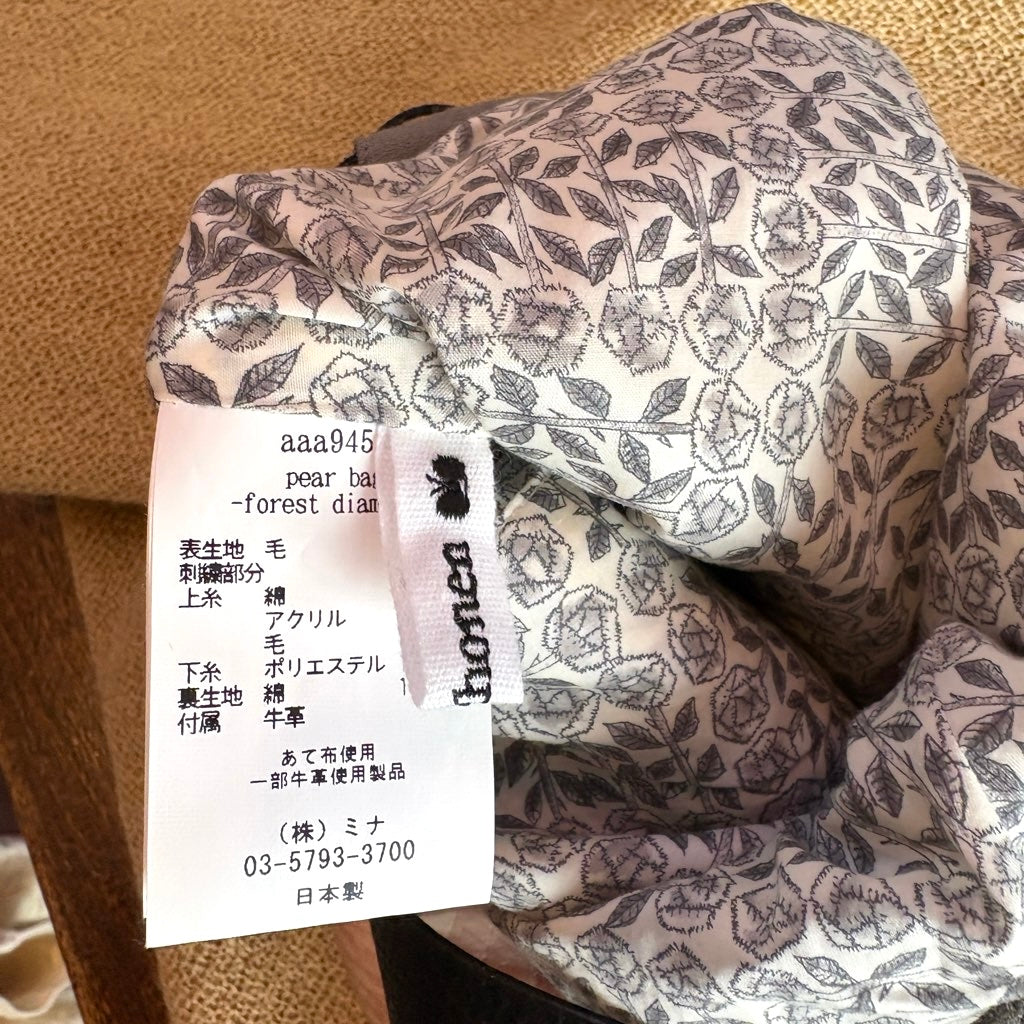 aaa945
pear bag
-forest diam
表生地 毛
刺繍部分
上糸 綿
アクリル
毛
下糸 ポリエステル
裏生地 綿 1
付属 牛革
あて布使用
一部牛革使用製品
(株) ミナ
03-5793-3700
日本製